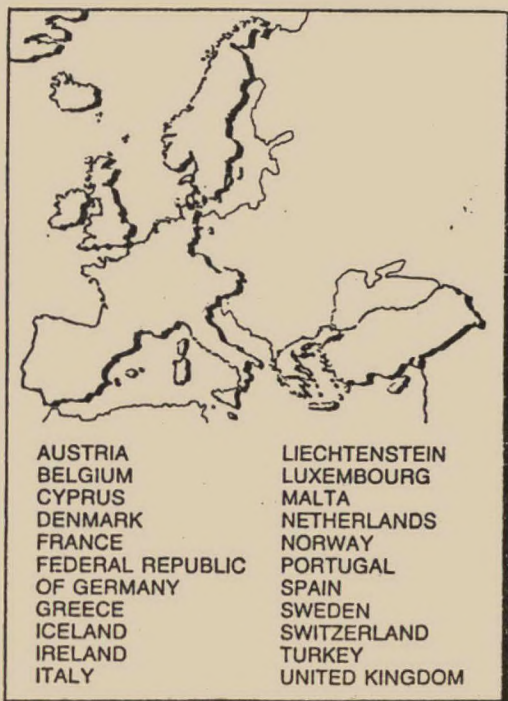 AUSTRIA
BELGIUM
CYPRUS
DENMARK
FRANCE
FEDERAL REPUBLIC
OF GERMANY
GREECE
ICELAND
IRELAND
ITALY
LIECHTENSTEIN
LUXEMBOURG
MALTA
NETHERLANDS
NORWAY
PORTUGAL
SPAIN
SWEDEN
SWITZERLAND
TURKEY
UNITED KINGDOM